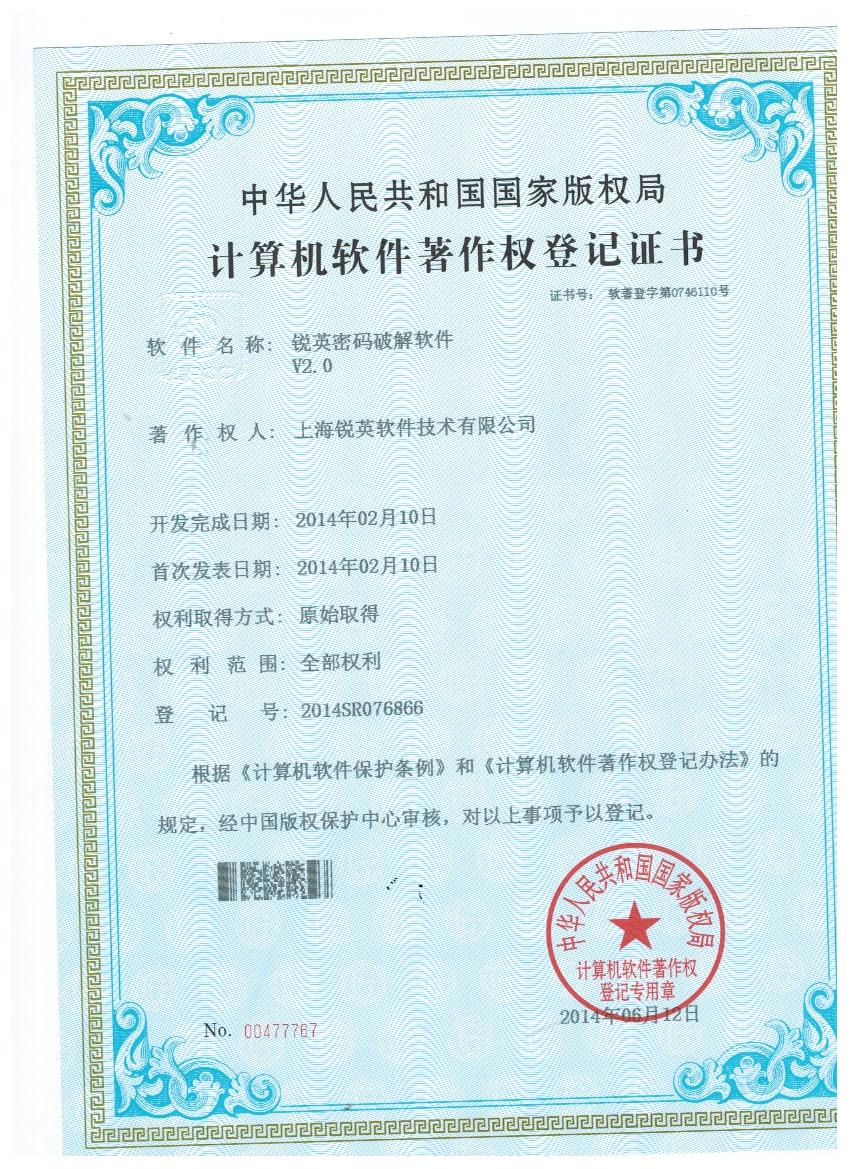 中华人民共和国国家版权局
计算机软件著作权登记证书
证书号： 软著登字第0746110号
软件名称： 锐英密码破解软件
V2.0
著作权人： 上海锐英软件技术有限公司
开发完成日期： 2014年02月10日
首次发表日期： 2014年02月10日
权利取得方式： 原始取得
权利范围： 全部权利
登记号： 2014SR076866
根据《计算机软件保护条例》和《计算机软件著作权登记办法》的
规定，经中国版权保护中心审核，对以上事项予以登记。
中华人民共和国国家版权局
计算机软件著作权
登记专用章
2014年06月12日
No. 00477767